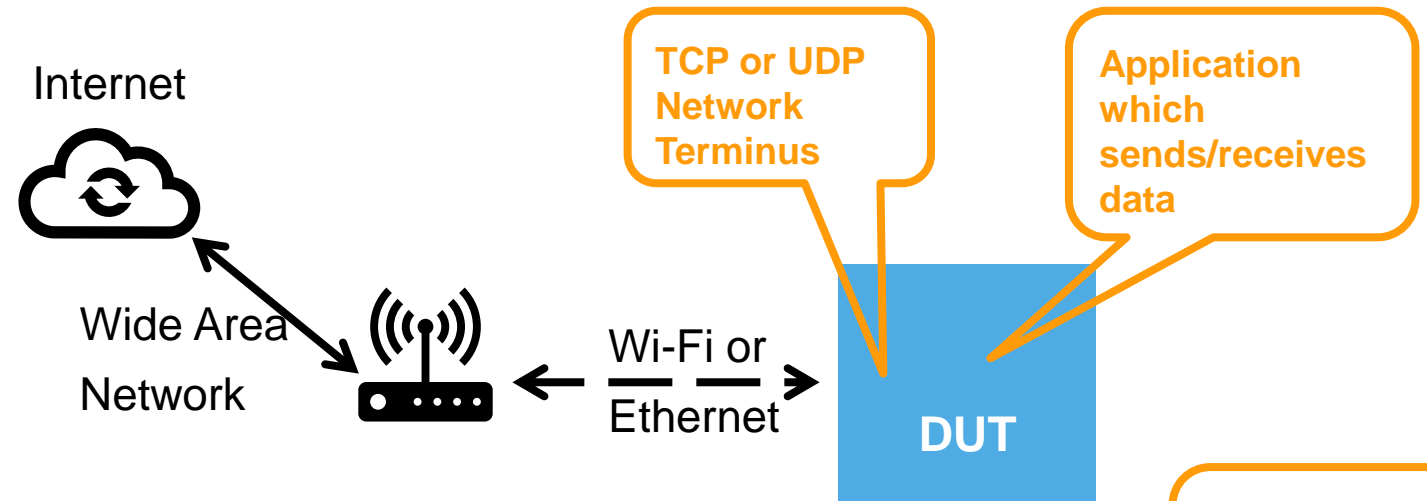 Internet
Wide Area
Network
Wi-Fi or
Ethernet
TCP or UDP
Network
Terminus
Application
which
sends/receives
data
DUT